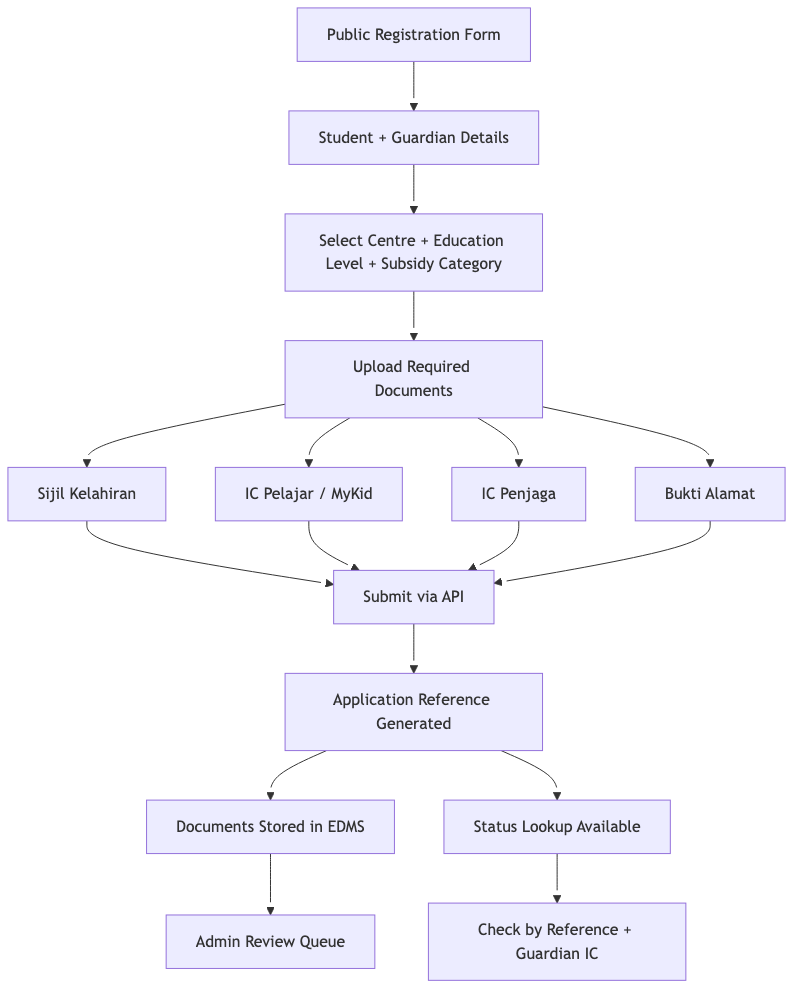 Public Registration Form
Student + Guardian Details
Select Centre + Education
Level + Subsidy Category
Upload Required
Documents
Sijil Kelahiran
IC Pelajar / MyKid
IC Penjaga
Bukti Alamat
Submit via API
Application Reference
Generated
Documents Stored in EDMS
Status Lookup Available
Admin Review Queue
Check by Reference +
Guardian IC